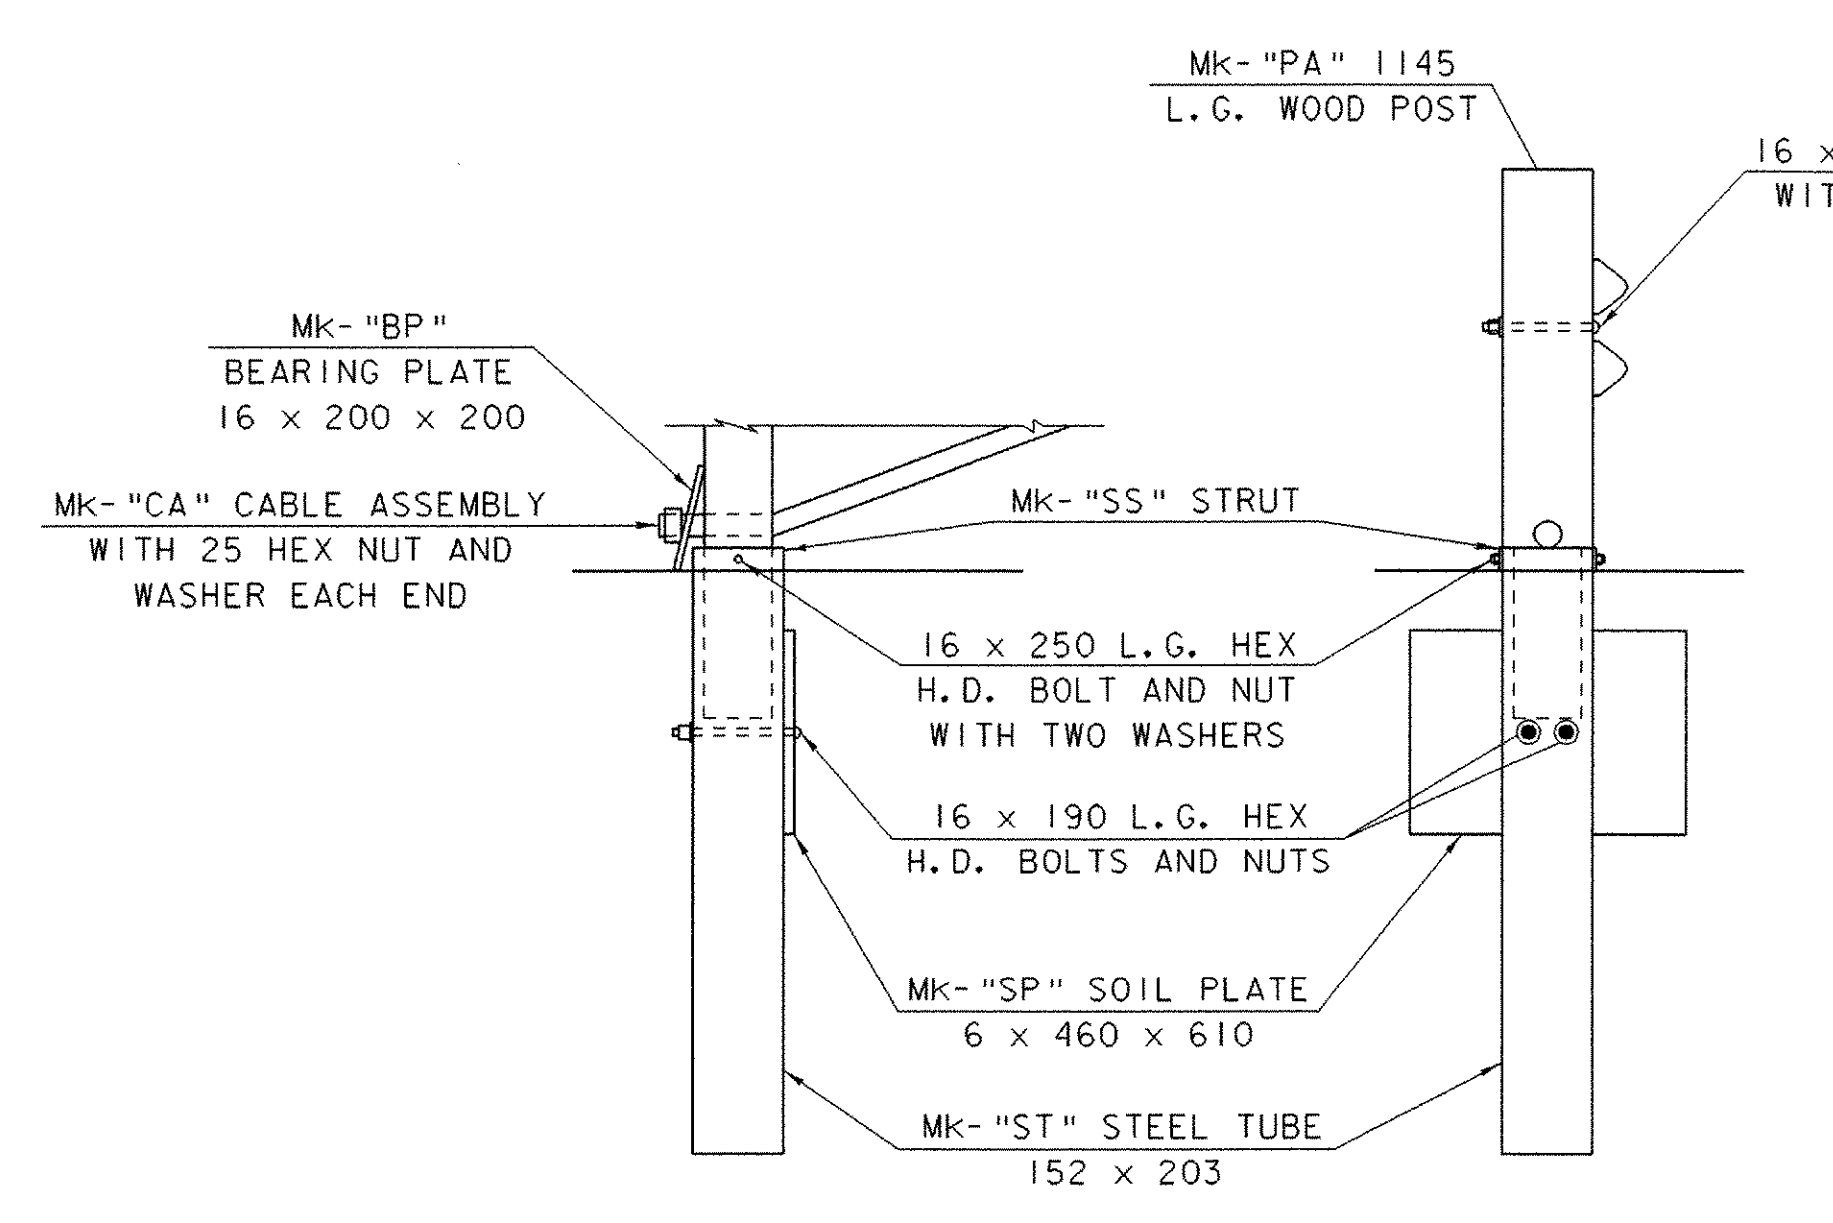 Mk-"PA" 1145
L.G. WOOD POST
16 x
WIT
Mk-"BP"
BEARING PLATE
16 x 200 x 200
Mk-"CA" CABLE ASSEMBLY
WITH 25 HEX NUT AND
WASHER EACH END
Mk-"SS" STRUT
16 x 250 L.G. HEX
H.D. BOLT AND NUT
WITH TWO WASHERS
16 x 190 L.G. HEX
H.D. BOLTS AND NUTS
Mk-"SP" SOIL PLATE
6 x 460 x 610
Mk-"ST" STEEL TUBE
152 x 203